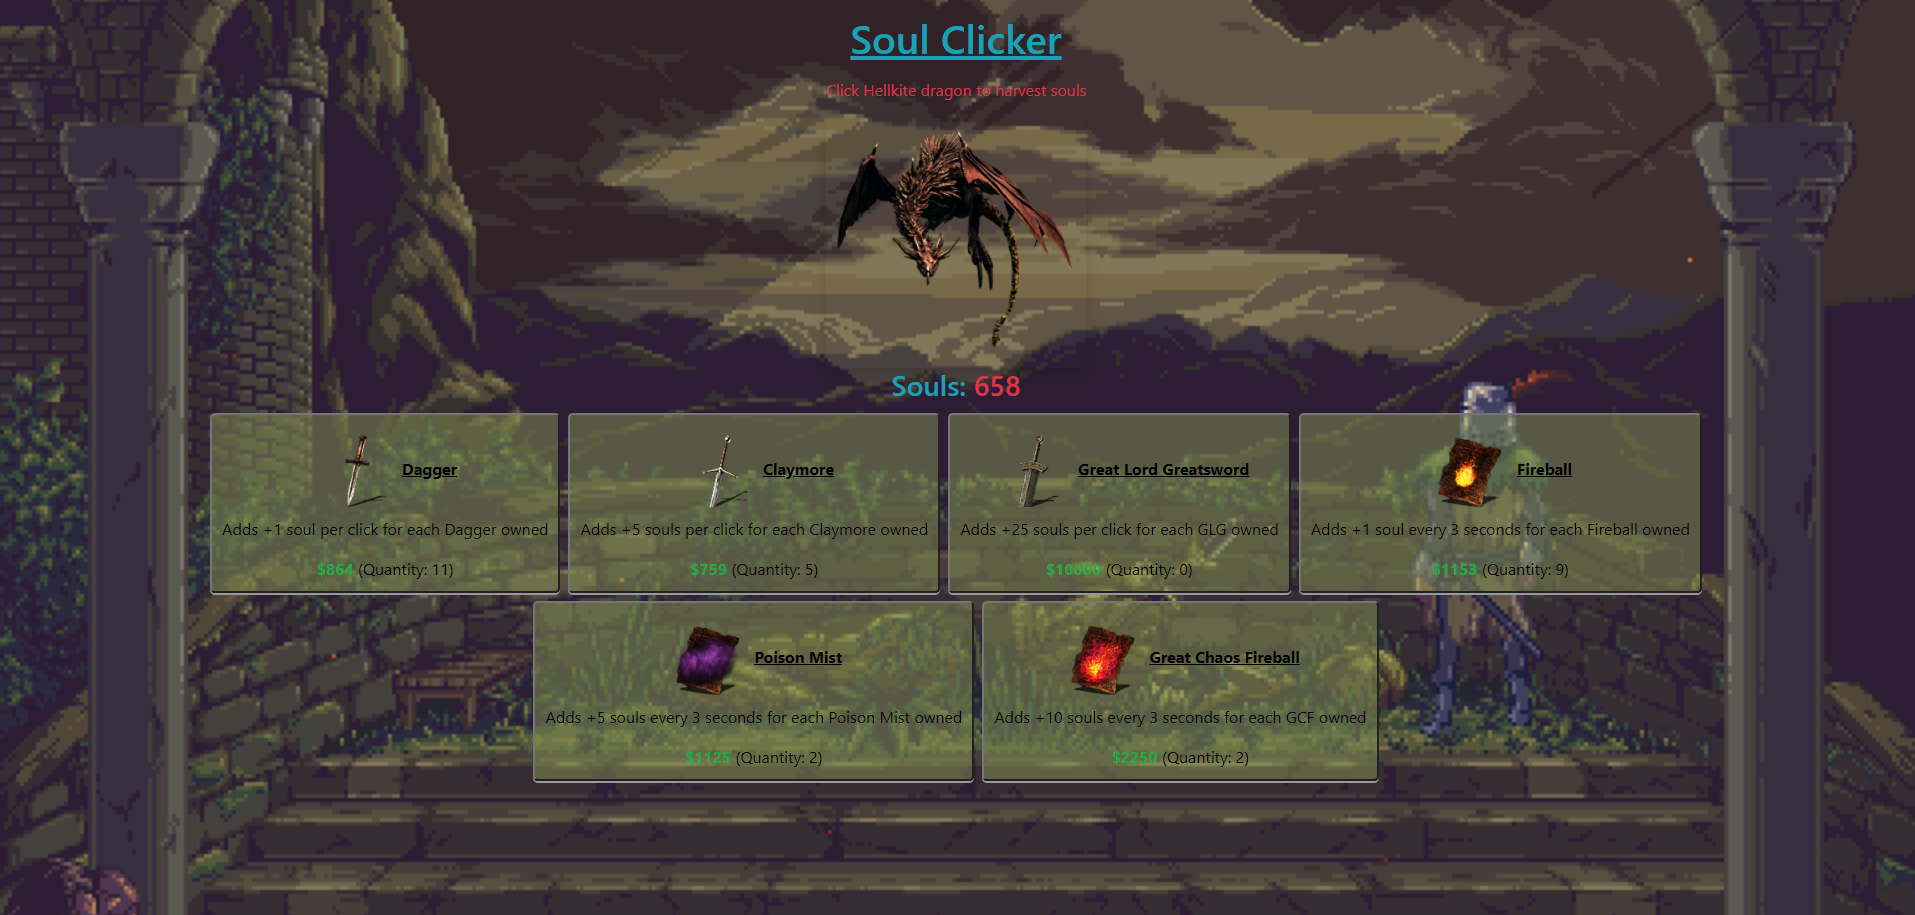 Soul Clicker
Click Hellkite dragon to harvest souls
Souls: 658
Dagger
Adds +1 soul per click for each Dagger owned
$864 (Quantity: 11)
Claymore
Adds +5 souls per click for each Claymore owned
$759 (Quantity: 5)
Great Lord Greatsword
Adds +25 souls per click for each GLG owned
$10000 (Quantity: 0)
Fireball
Adds +1 soul every 3 seconds for each Fireball owned
$1153 (Quantity: 9)
Poison Mist
Adds +5 souls every 3 seconds for each Poison Mist owned
$1125 (Quantity: 2)
Great Chaos Fireball
Adds +10 souls every 3 seconds for each GCF owned
$2250 (Quantity: 2)